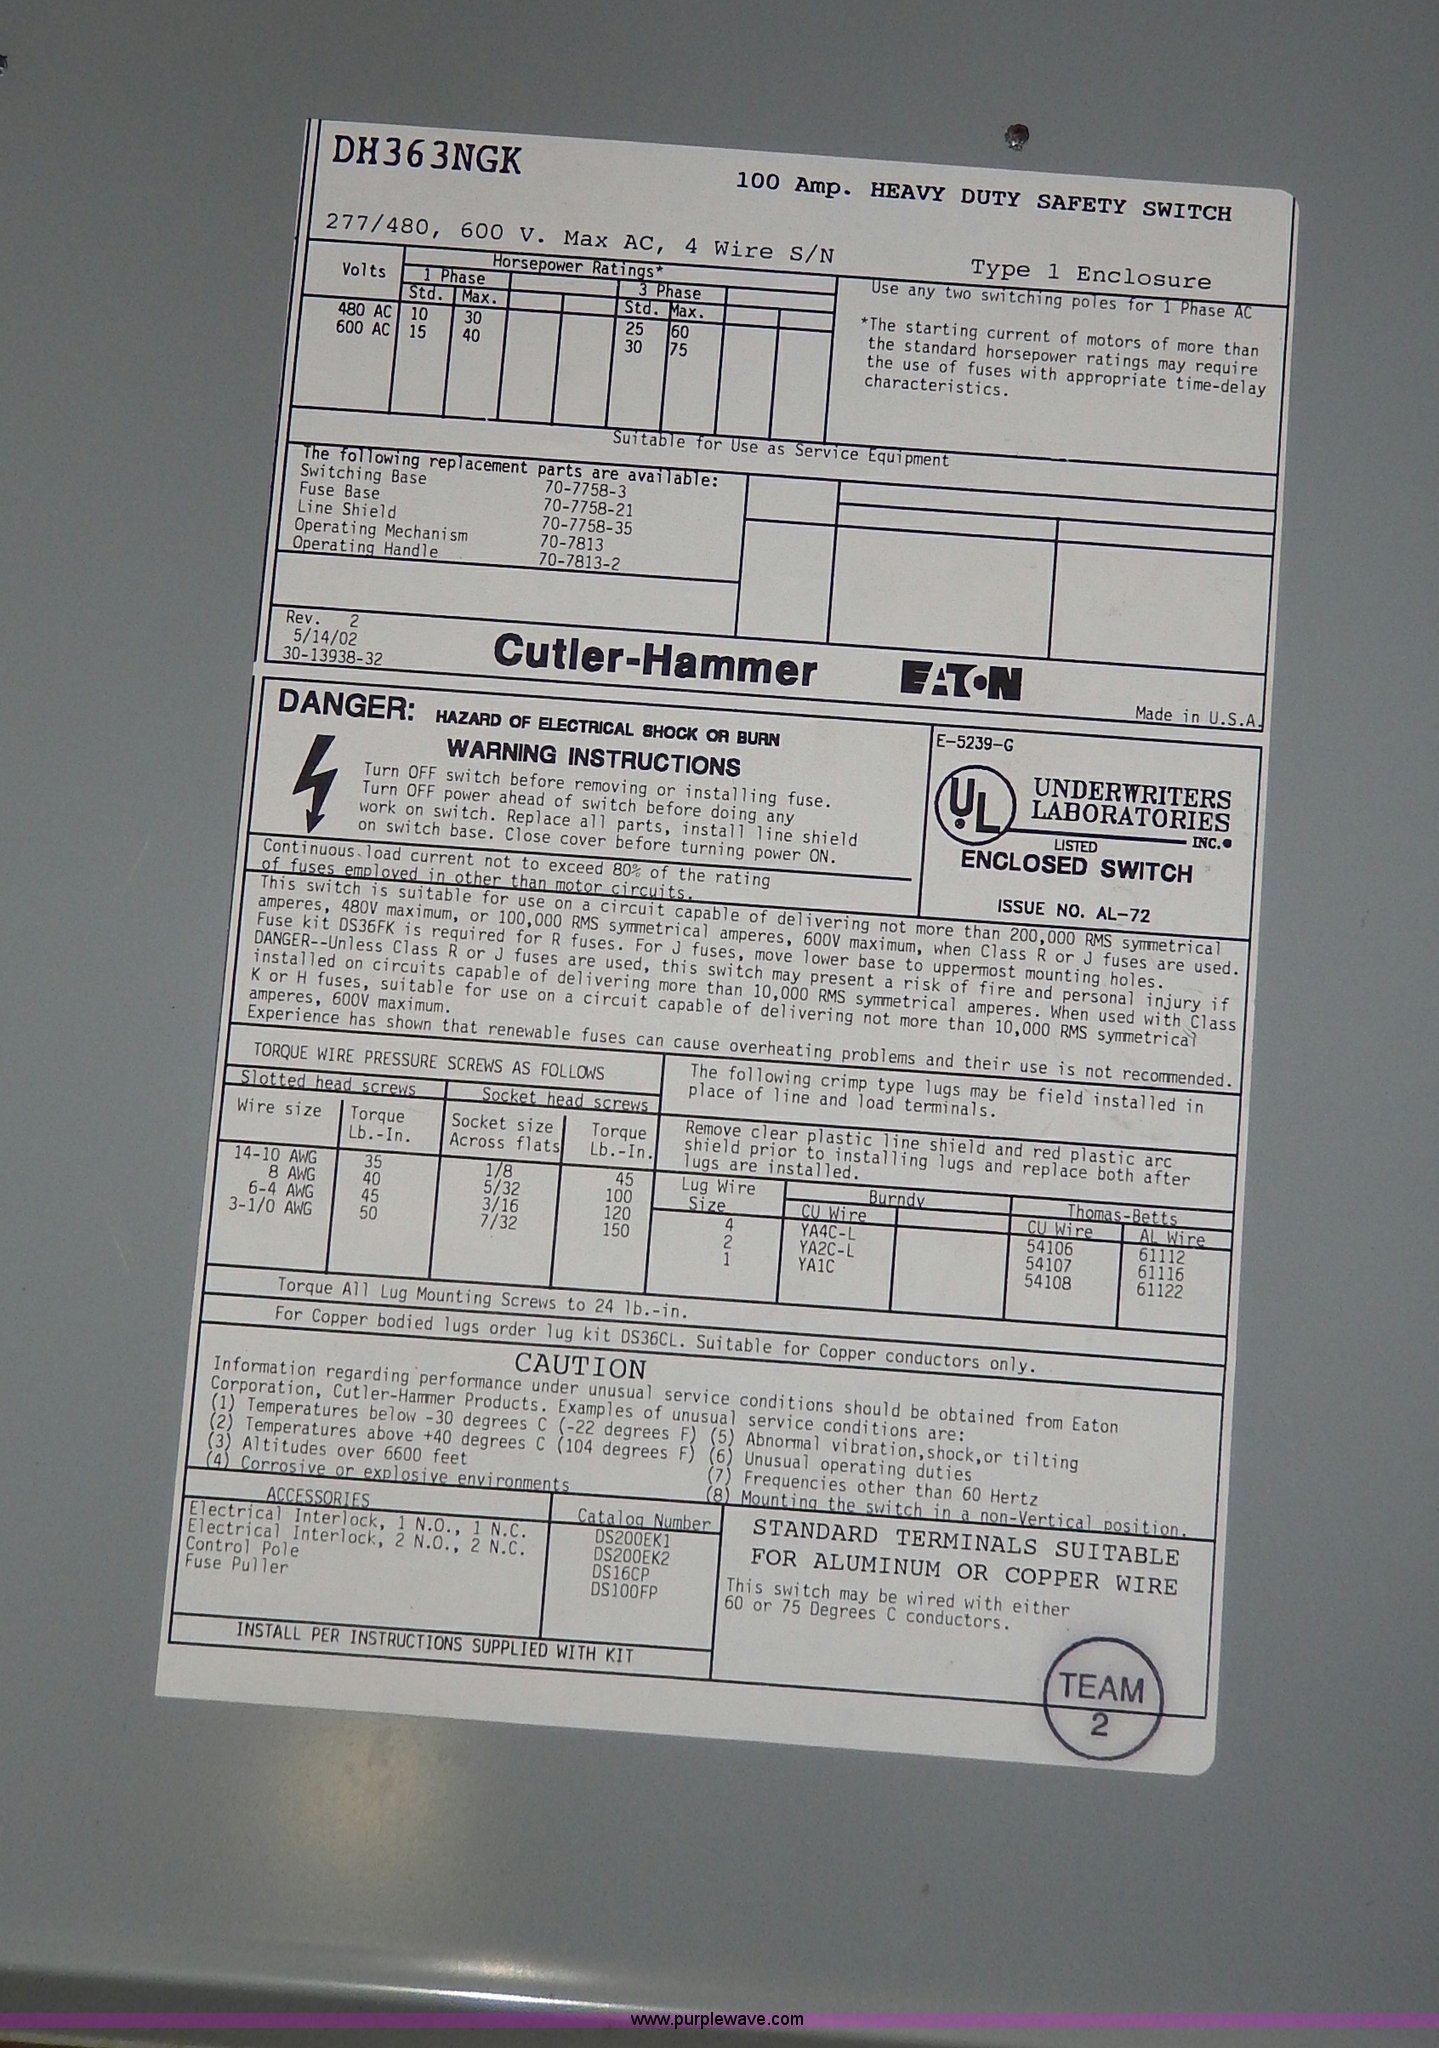 DH363NGK
100 Amp. HEAVY DUTY SAFETY SWITCH
277/480, 600 V. Max AC, 4 Wire S/N
Type 1 Enclosure
Volts
Horsepower Ratings*
1 Phase
3 Phase
Std. Max.
Std. Max.
480 AC 10 30 25 60
600 AC 15 40 30 75
Use any two switching poles for 1 Phase AC
*The starting current of motors of more than
the standard horsepower ratings may require
the use of fuses with appropriate time-delay
characteristics.
Suitable for Use as Service Equipment
The following replacement parts are available:
Switching Base 70-7758-3
Fuse Base 70-7758-21
Line Shield 70-7758-35
Operating Mechanism 70-7813
Operating Handle 70-7813-2
Rev. 2
5/14/02
30-13938-32
Cutler-Hammer
EATON
Made in U.S.A.
DANGER: HAZARD OF ELECTRICAL SHOCK OR BURN
WARNING INSTRUCTIONS
Turn OFF switch before removing or installing fuse.
Turn OFF power ahead of switch before doing any
work on switch. Replace all parts, install line shield
on switch base. Close cover before turning power ON.
E-5239-G
UL
UNDERWRITERS
LABORATORIES
INC.
LISTED
ENCLOSED SWITCH
ISSUE NO. AL-72
Continuous load current not to exceed 80% of the rating
of fuses employed in other than motor circuits.
This switch is suitable for use on a circuit capable of delivering not more than 200,000 RMS symmetrical
amperes, 480V maximum, or 100,000 RMS symmetrical amperes, 600V maximum, when Class R or J fuses are used.
Fuse kit DS36FK is required for R fuses. For J fuses, move lower base to uppermost mounting holes.
DANGER--Unless Class R or J fuses are used, this switch may present a risk of fire and personal injury if
installed on circuits capable of delivering more than 10,000 RMS symmetrical amperes. When used with Class
K or H fuses, suitable for use on a circuit capable of delivering not more than 10,000 RMS symmetrical
amperes, 600V maximum.
Experience has shown that renewable fuses can cause overheating problems and their use is not recommended.
TORQUE WIRE PRESSURE SCREWS AS FOLLOWS
Slotted head screws
Socket head screws
Wire size
Torque
Lb.-In.
Socket size
Across flats
Torque
Lb.-In.
14-10 AWG 35 1/8 45
8 AWG 40 5/32 100
6-4 AWG 45 3/16 120
3-1/0 AWG 50 7/32 150
The following crimp type lugs may be field installed in
place of line and load terminals.
Remove clear plastic line shield and red plastic arc
shield prior to installing lugs and replace both after
lugs are installed.
Lug Wire
Size
Burndy
CU Wire
Thomas-Betts
CU Wire AL Wire
4 YA4C-L 54106 61112
2 YA2C-L 54107 61116
1 YA1C 54108 61122
Torque All Lug Mounting Screws to 24 lb.-in.
For Copper bodied lugs order lug kit DS36CL. Suitable for Copper conductors only.
CAUTION
Information regarding performance under unusual service conditions should be obtained from Eaton
Corporation, Cutler-Hammer Products. Examples of unusual service conditions are:
(1) Temperatures below -30 degrees C (-22 degrees F)
(2) Temperatures above +40 degrees C (104 degrees F)
(3) Altitudes over 6600 feet
(4) Corrosive or explosive environments
(5) Abnormal vibration,shock,or tilting
(6) Unusual operating duties
(7) Frequencies other than 60 Hertz
(8) Mounting the switch in a non-Vertical position.
ACCESSORIES Catalog Number
Electrical Interlock, 1 N.O., 1 N.C. DS200EK1
Electrical Interlock, 2 N.O., 2 N.C. DS200EK2
Control Pole DS16CP
Fuse Puller DS100FP
INSTALL PER INSTRUCTIONS SUPPLIED WITH KIT
STANDARD TERMINALS SUITABLE
FOR ALUMINUM OR COPPER WIRE
This switch may be wired with either
60 or 75 Degrees C conductors.
TEAM
2
www.purplewave.com